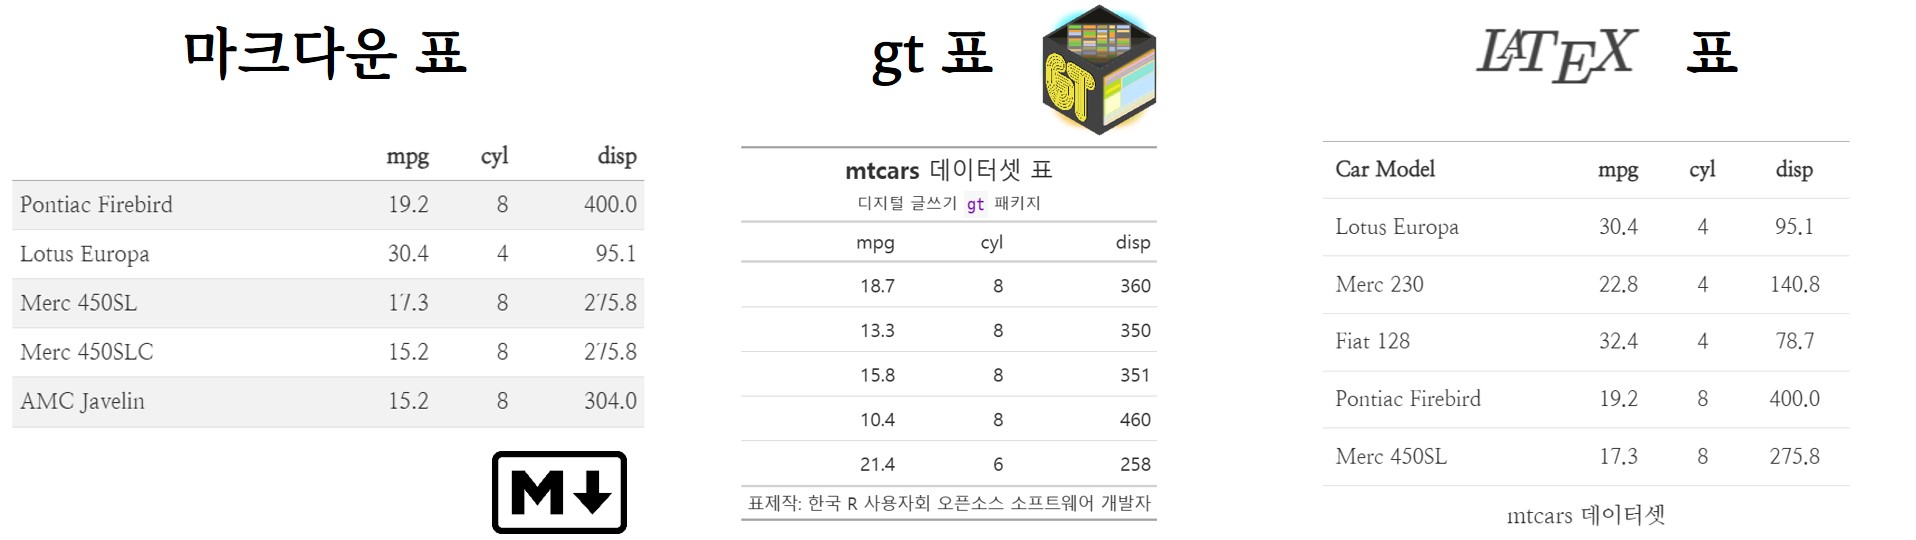 마크다운 표
mpg cyl disp
Pontiac Firebird 19.2 8 400.0
Lotus Europa 30.4 4 95.1
Merc 450SL 17.3 8 275.8
Merc 450SLC 15.2 8 275.8
AMC Javelin 15.2 8 304.0
M
gt 표
GT
mtcars 데이터셋 표
디지털 글쓰기 gt 패키지
mpg cyl disp
18.7 8 360
13.3 8 350
15.8 8 351
10.4 8 460
21.4 6 258
표제작: 한국 R 사용자회 오픈소스 소프트웨어 개발자
LATEX 표
Car Model mpg cyl disp
Lotus Europa 30.4 4 95.1
Merc 230 22.8 4 140.8
Fiat 128 32.4 4 78.7
Pontiac Firebird 19.2 8 400.0
Merc 450SL 17.3 8 275.8
mtcars 데이터셋